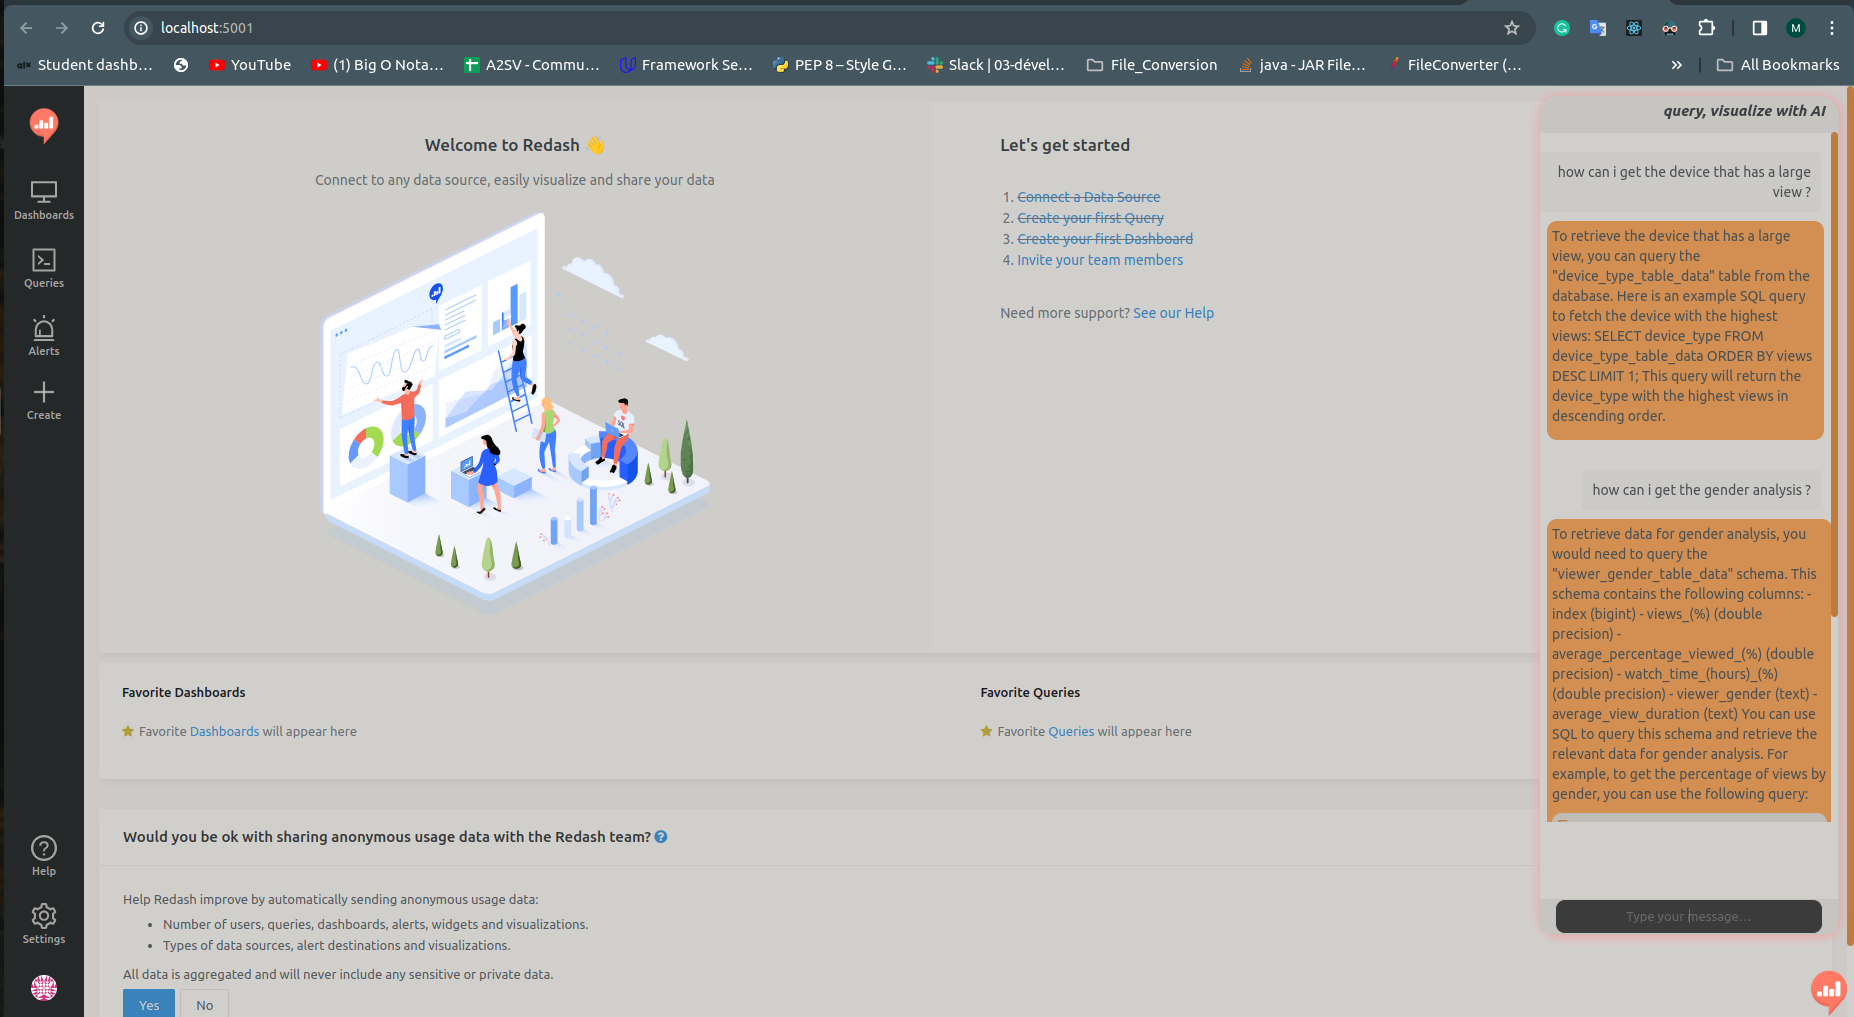 localhost:5001
Student dashb...
YouTube
(1) Big O Nota...
A2SV - Commu...
Framework Se...
PEP 8 – Style G...
Slack | 03-dével...
File_Conversion
java - JAR File...
FileConverter (...
»
All Bookmarks
M
Dashboards
Queries
Alerts
Create
Help
Settings
Welcome to Redash 👋
Connect to any data source, easily visualize and share your data
Let's get started
1. Connect a Data Source
2. Create your first Query
3. Create your first Dashboard
4. Invite your team members
Need more support? See our Help
Favorite Dashboards
Favorite Dashboards will appear here
Favorite Queries
Favorite Queries will appear here
Would you be ok with sharing anonymous usage data with the Redash team?
Help Redash improve by automatically sending anonymous usage data:
• Number of users, queries, dashboards, alerts, widgets and visualizations.
• Types of data sources, alert destinations and visualizations.
All data is aggregated and will never include any sensitive or private data.
Yes
No
query, visualize with AI
how can i get the device that has a large
view ?
To retrieve the device that has a large
view, you can query the
"device_type_table_data" table from the
database. Here is an example SQL query
to fetch the device with the highest
views: SELECT device_type FROM
device_type_table_data ORDER BY views
DESC LIMIT 1; This query will return the
device_type with the highest views in
descending order.
how can i get the gender analysis ?
To retrieve data for gender analysis, you
would need to query the
"viewer_gender_table_data" schema. This
schema contains the following columns: -
index (bigint) - views_(%) (double
precision) -
average_percentage_viewed_(%) (double
precision) - watch_time_(hours)_(%)
(double precision) - viewer_gender (text) -
average_view_duration (text) You can use
SQL to query this schema and retrieve the
relevant data for gender analysis. For
example, to get the percentage of views by
gender, you can use the following query:
Type your message...